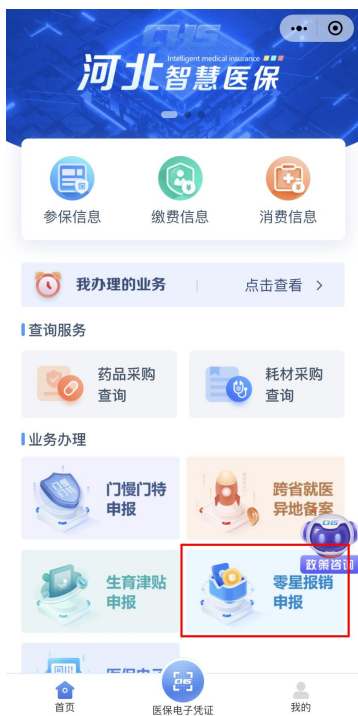 CHS
河北智慧医保
Intelligent medical insurance
参保信息
缴费信息
消费信息
我办理的业务
点击查看 >
查询服务
药品采购
查询
耗材采购
查询
业务办理
门慢门特
申报
跨省就医
异地备案
CHS
政策咨询
生育津贴
申报
零星报销
申报
CHS
首页
医保电子凭证
我的